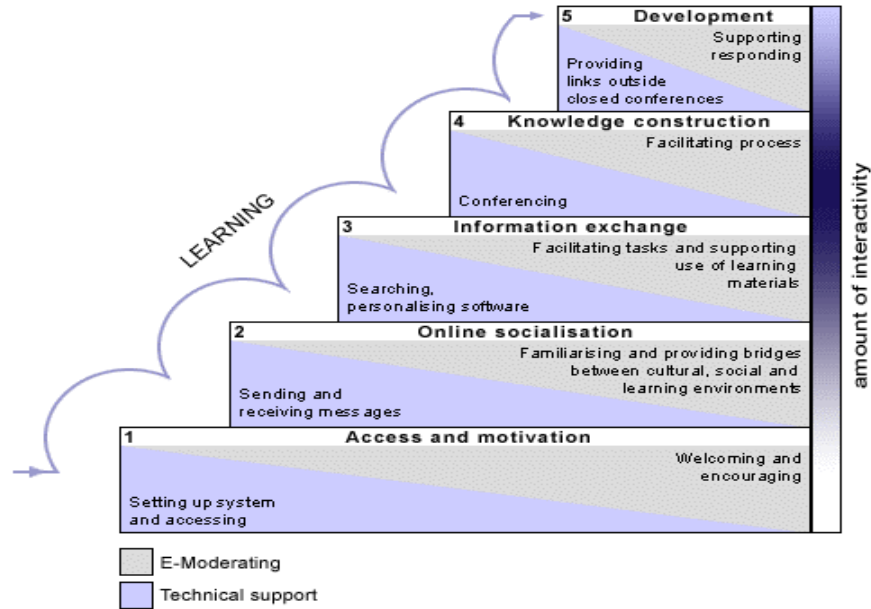 5 Development
Supporting
responding
Providing
links outside
closed conferences
4 Knowledge construction
Facilitating process
Conferencing
3 Information exchange
Facilitating tasks and supporting
use of learning
materials
Searching,
personalising software
2 Online socialisation
Familiarising and providing bridges
between cultural, social and
learning environments
Sending and
receiving messages
1 Access and motivation
Welcoming and
encouraging
Setting up system
and accessing
LEARNING
amount of interactivity
E-Moderating
Technical support